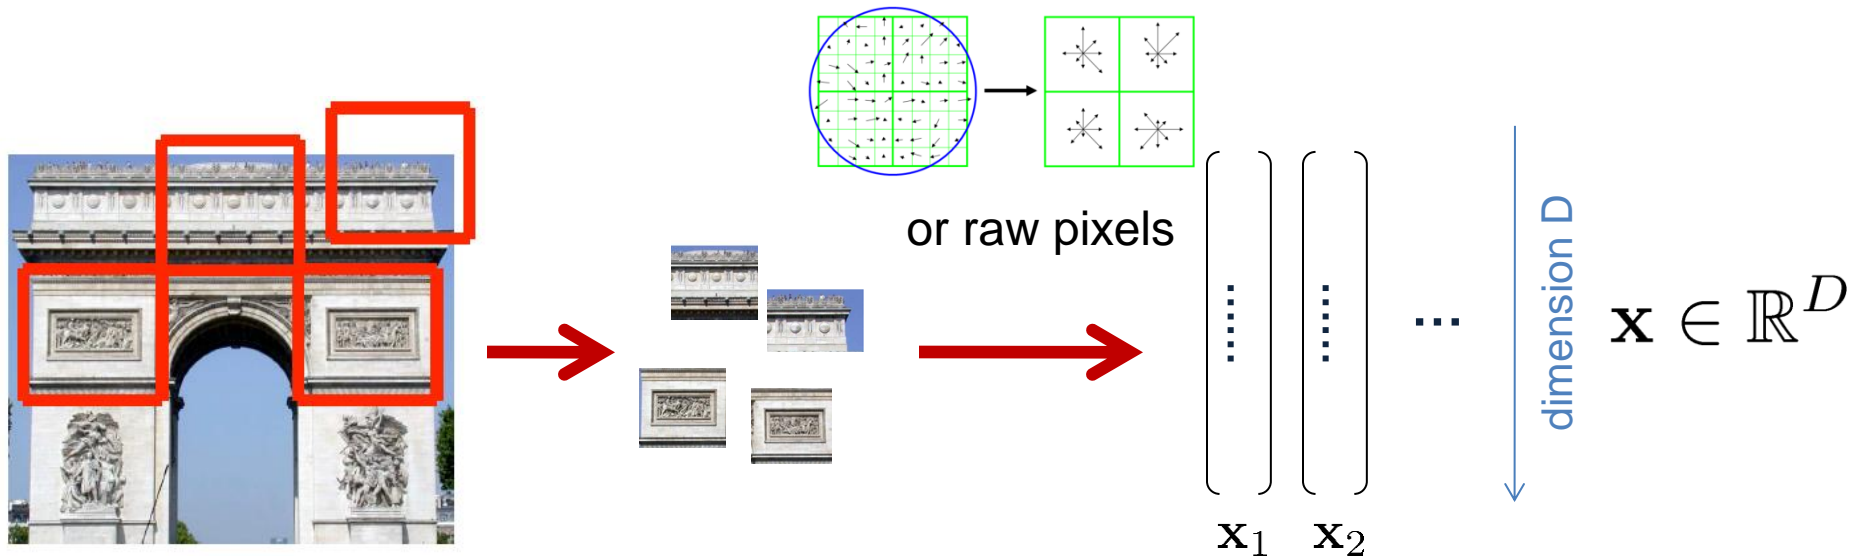 or raw pixels
dimension D
𝐱 ∈ ℝ^D
𝐱₁ 𝐱₂
...